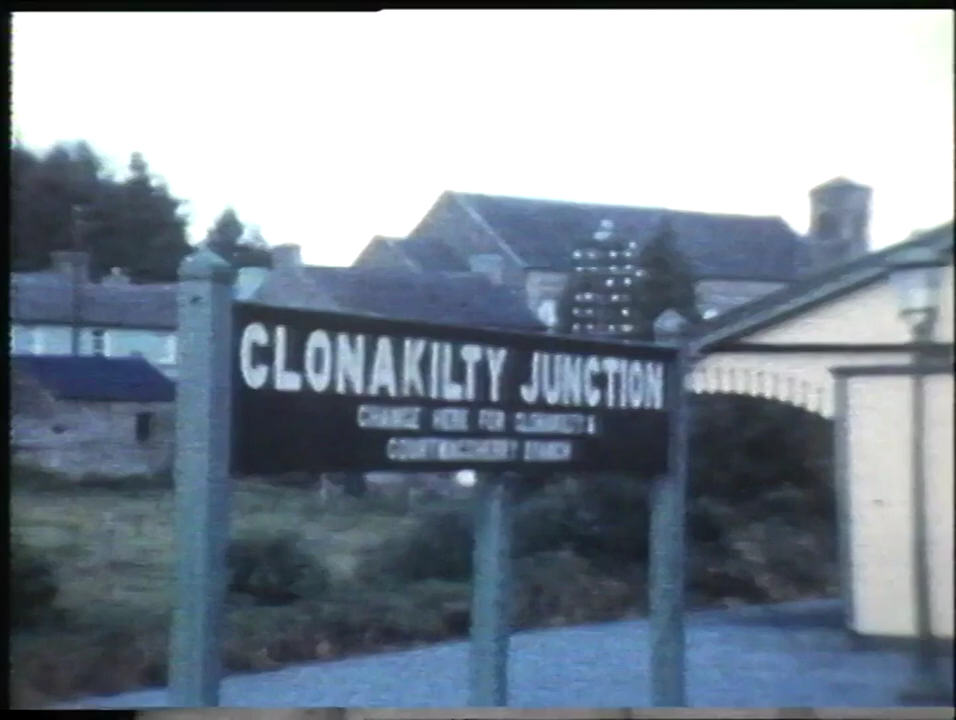 CLONAKILTY JUNCTION
CHANGE HERE FOR CLONAKILTY &
COURTMACSHERRY BRANCH